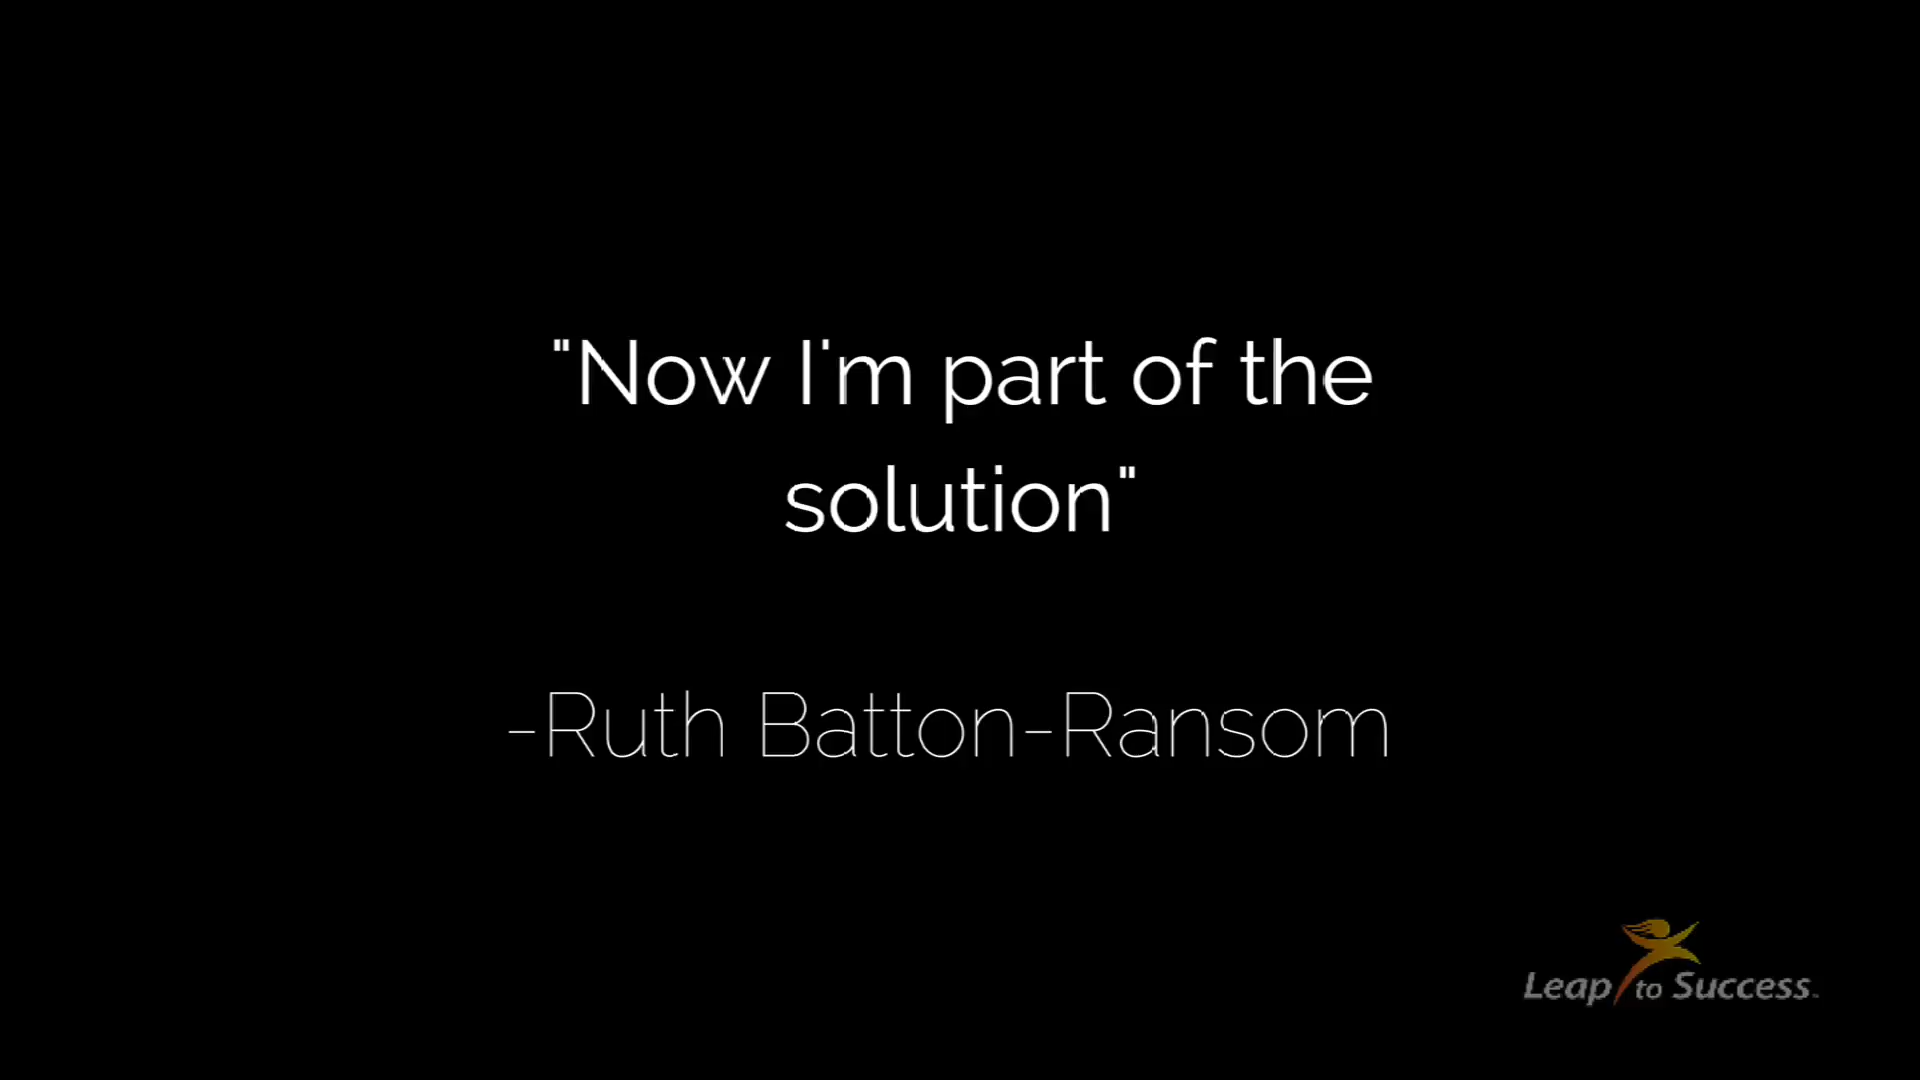 "Now I'm part of the
solution"
-Ruth Batton-Ransom
Leap to Success